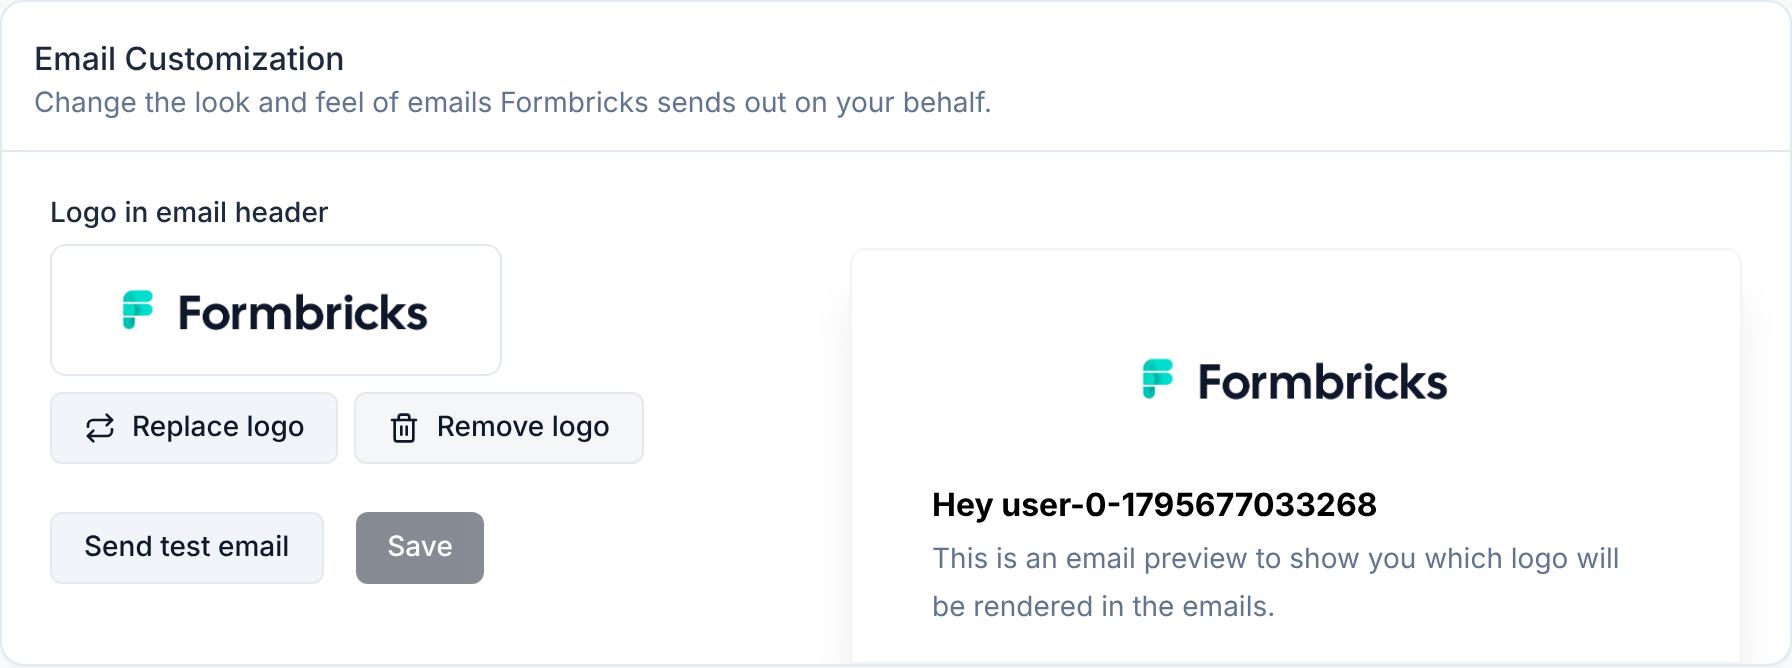 Email Customization
Change the look and feel of emails Formbricks sends out on your behalf.
Logo in email header
Formbricks
Replace logo
Remove logo
Send test email
Save
Formbricks
Hey user-0-1795677033268
This is an email preview to show you which logo will
be rendered in the emails.